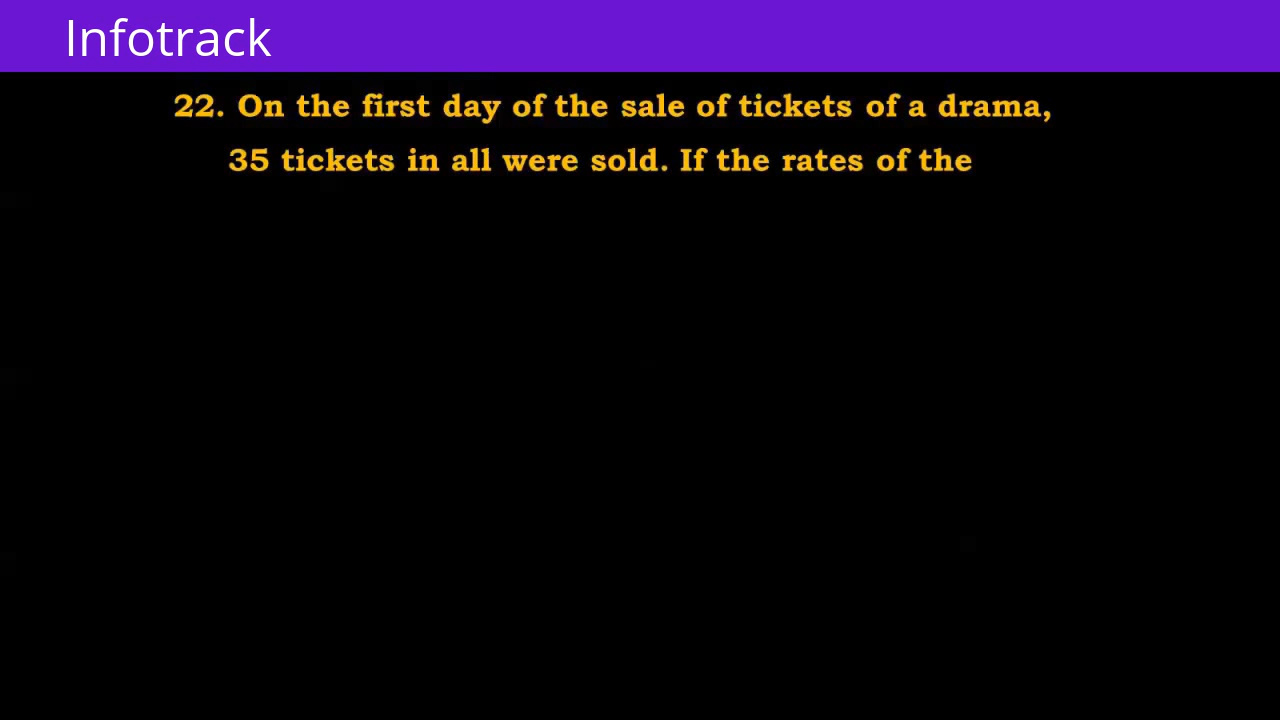 Infotrack
22. On the first day of the sale of tickets of a drama,
35 tickets in all were sold. If the rates of the